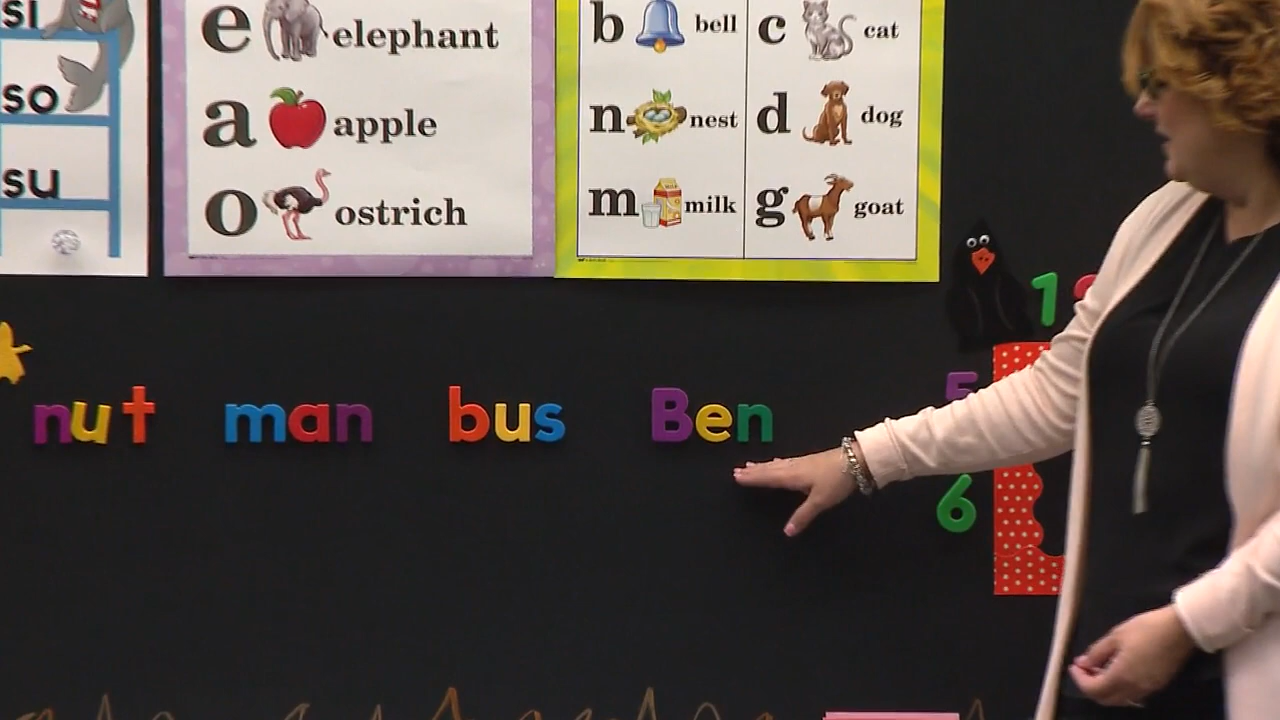 si
so
su
e elephant
a apple
o ostrich
b bell c cat
n nest d dog
m milk g goat
MILK
1
5
6
nut man bus Ben